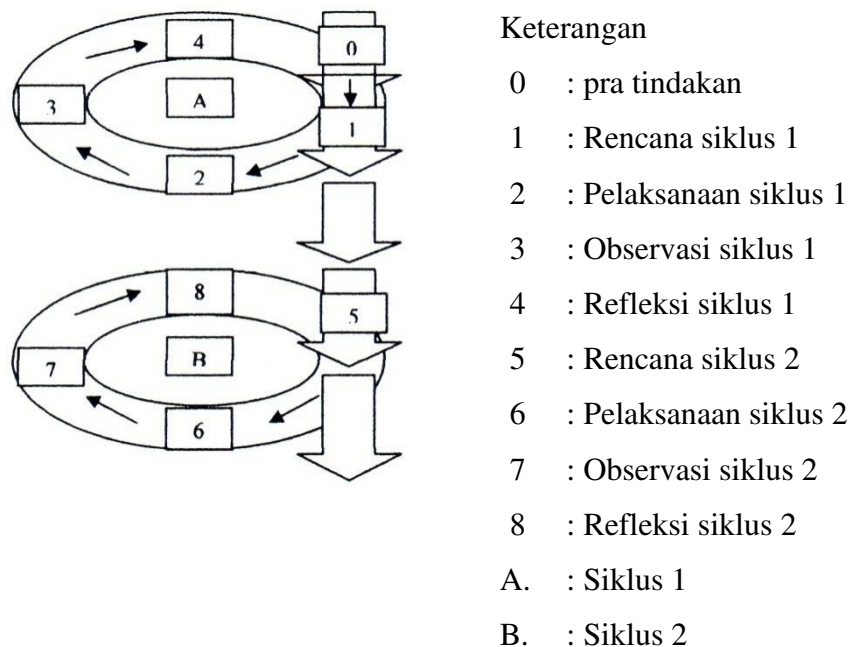 4
0
3
A
1
2
8
5
7
B
6
Keterangan
0 : pra tindakan
1 : Rencana siklus 1
2 : Pelaksanaan siklus 1
3 : Observasi siklus 1
4 : Refleksi siklus 1
5 : Rencana siklus 2
6 : Pelaksanaan siklus 2
7 : Observasi siklus 2
8 : Refleksi siklus 2
A. : Siklus 1
B. : Siklus 2